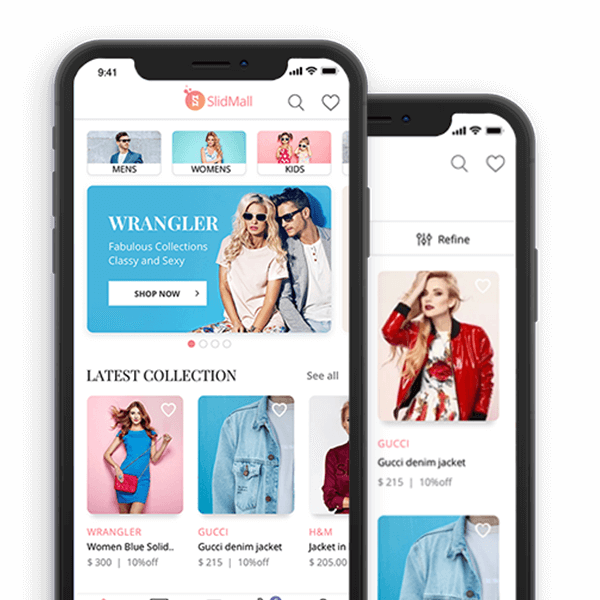 9:41
SlidMall
MENS
WOMENS
KIDS
WRANGLER
Fabulous Collections
Classy and Sexy
SHOP NOW
LATEST COLLECTION
See all
WRANGLER
Women Blue Solid..
$ 300 | 10%off
GUCCI
Gucci denim jacket
$ 215 | 10%off
H&M
Jacket in
$ 205.00
Refine
GUCCI
Gucci denim jacket
$ 215 | 10%off